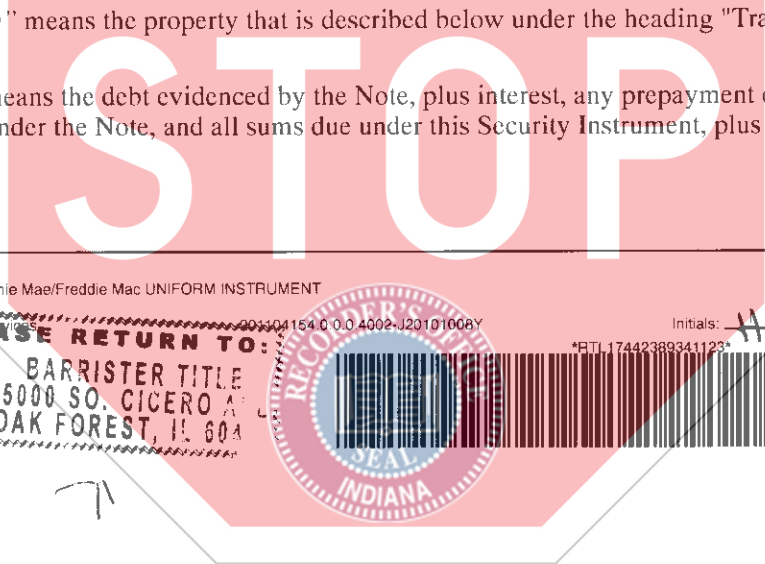 " means the property that is described below under the heading "Tra
STOP
eans the debt evidenced by the Note, plus interest, any prepayment
nder the Note, and all sums due under this Security Instrument, plus
nie Mae/Freddie Mac UNIFORM INSTRUMENT
201104154.0.0.0.4002-J20101008Y
Initials:
*RTL17442389341123*
ASE RETURN TO:
BARRISTER TITLE
5000 SO. CICERO A
OAK FOREST, IL 604
RECORDER'S OFFICE
SEAL
INDIANA